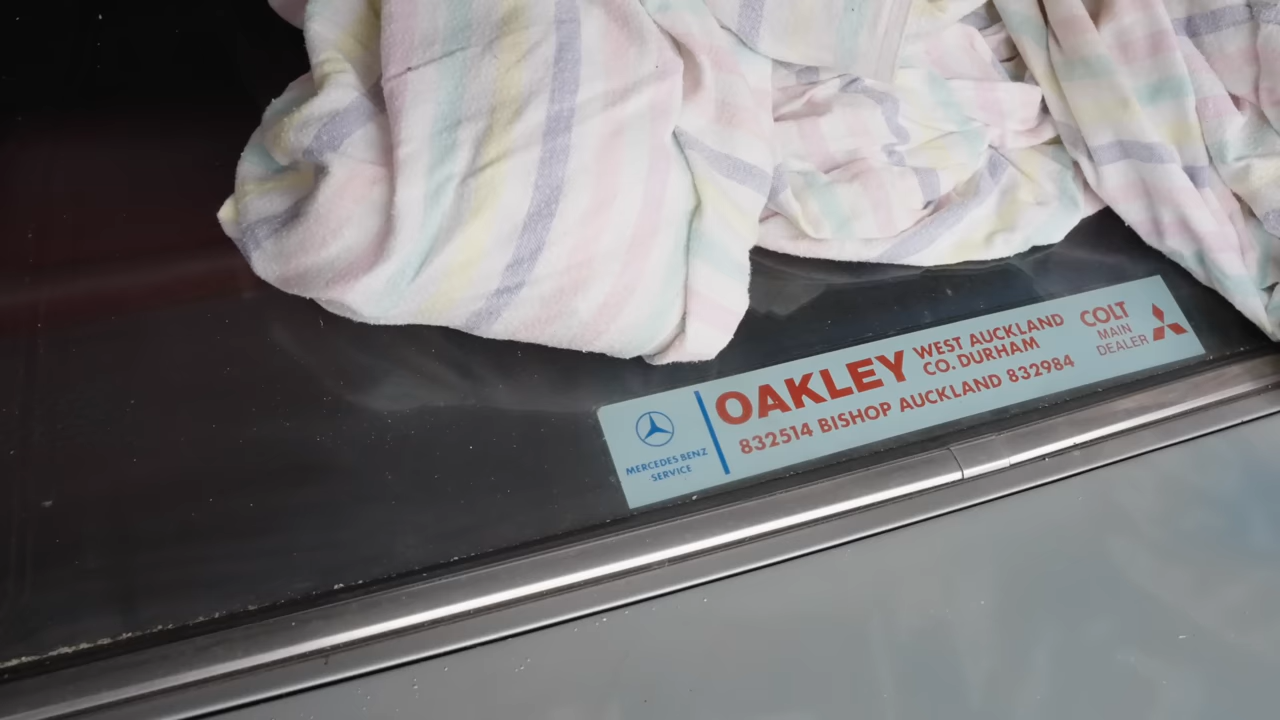 MERCEDES BENZ
SERVICE
OAKLEY
WEST AUCKLAND
CO. DURHAM
832514 BISHOP AUCKLAND 832984
COLT
MAIN
DEALER